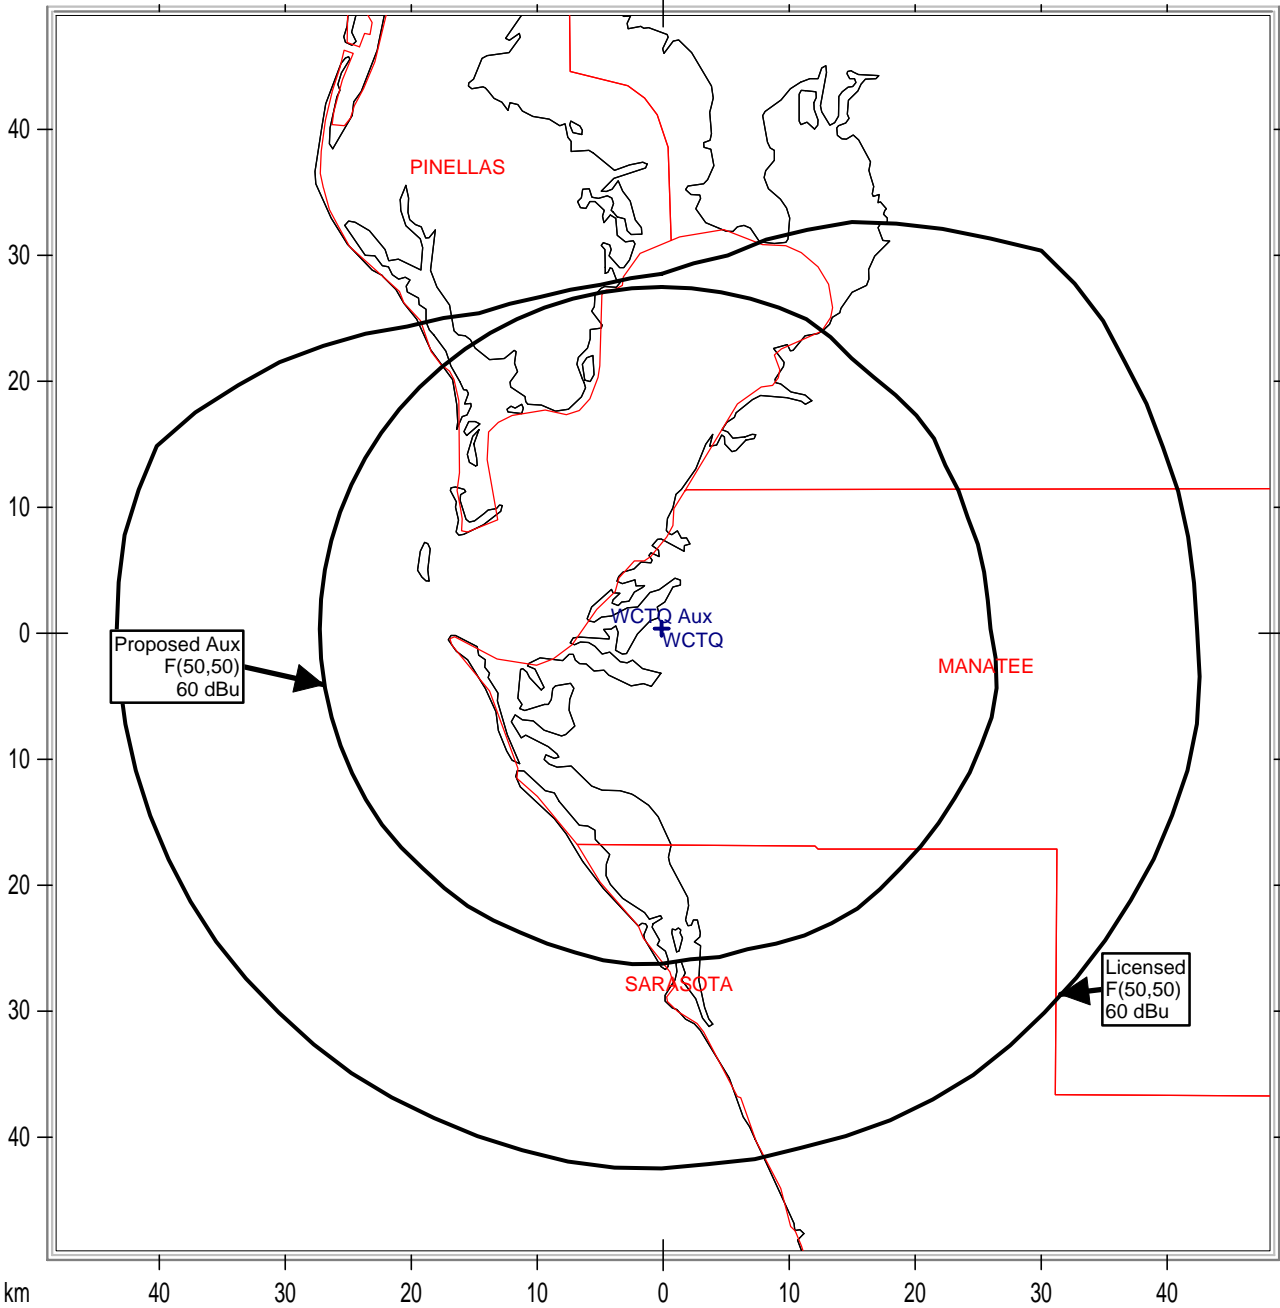 40
PINELLAS
30
20
10
WCTQ Aux
0
WCTQ
Proposed Aux
F(50,50)
60 dBu
MANATEE
10
20
SARASOTA
Licensed
F(50,50)
60 dBu
30
40
km 40 30 20 10 0 10 20 30 40